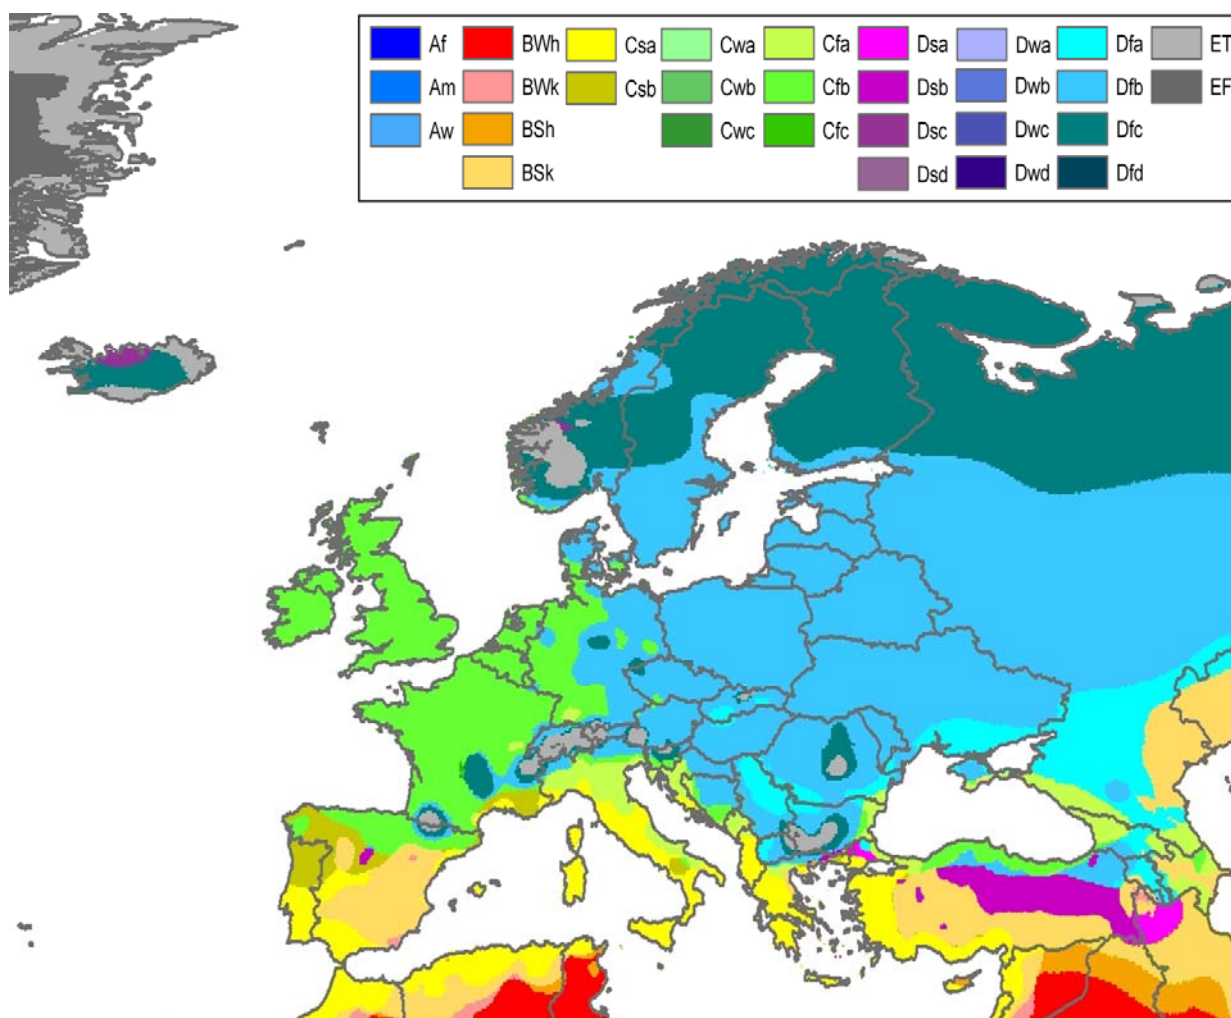 Af BWh Csa Cwa Cfa Dsa Dwa Dfa ET
Am BWk Csb Cwb Cfb Dsb Dwb Dfb EF
Aw BSh Cwc Cfc Dsc Dwc Dfc
BSk Dsd Dwd Dfd